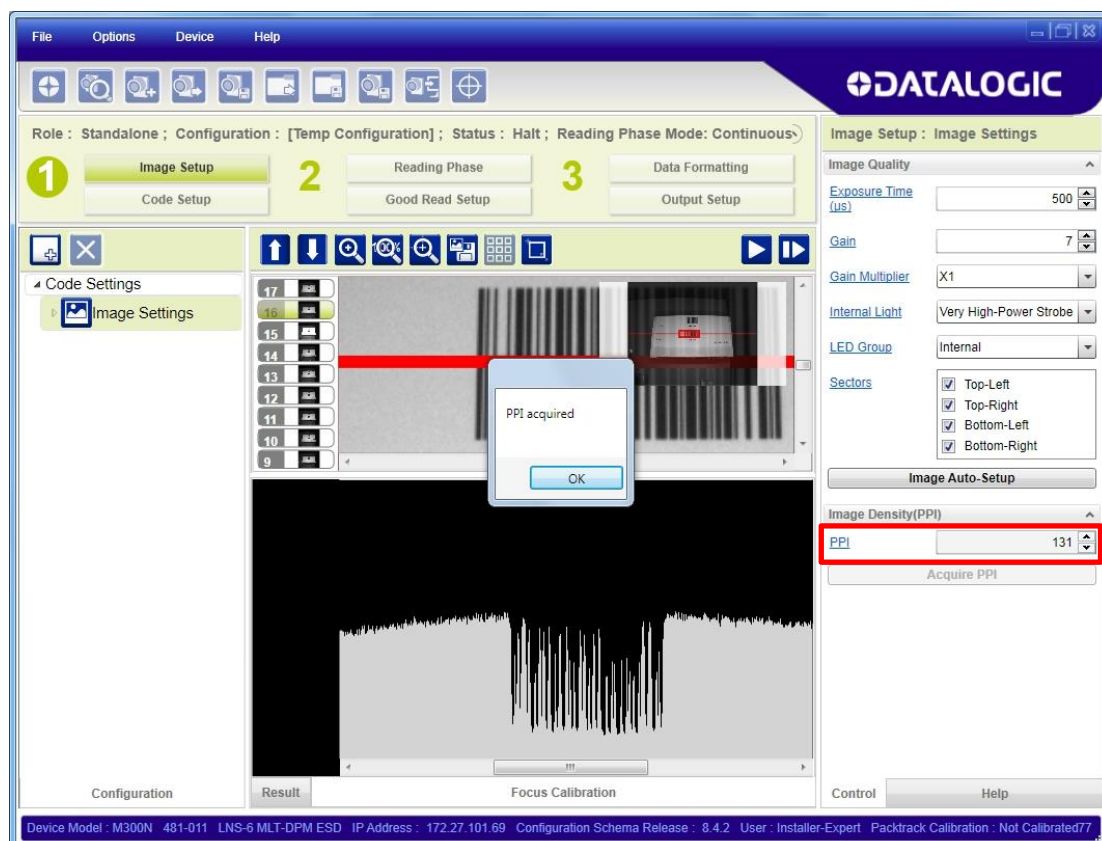 File Options Device Help
DATALOGIC
Role : Standalone ; Configuration : [Temp Configuration] ; Status : Halt ; Reading Phase Mode: Continuous
1 Image Setup 2 Reading Phase 3 Data Formatting
Code Setup Good Read Setup Output Setup
100%
Code Settings
Image Settings
17
16
15
14
13
12
11
10
9
PPI acquired
OK
Result Focus Calibration
Configuration
Image Setup : Image Settings
Image Quality
Exposure Time
(µs) 500
Gain 7
Gain Multiplier X1
Internal Light Very High-Power Strobe
LED Group Internal
Sectors Top-Left
Top-Right
Bottom-Left
Bottom-Right
Image Auto-Setup
Image Density(PPI)
PPI 131
Acquire PPI
Control Help
Device Model : M300N 481-011 LNS-6 MLT-DPM ESD IP Address : 172.27.101.69 Configuration Schema Release : 8.4.2 User : Installer-Expert Packtrack Calibration : Not Calibrated77